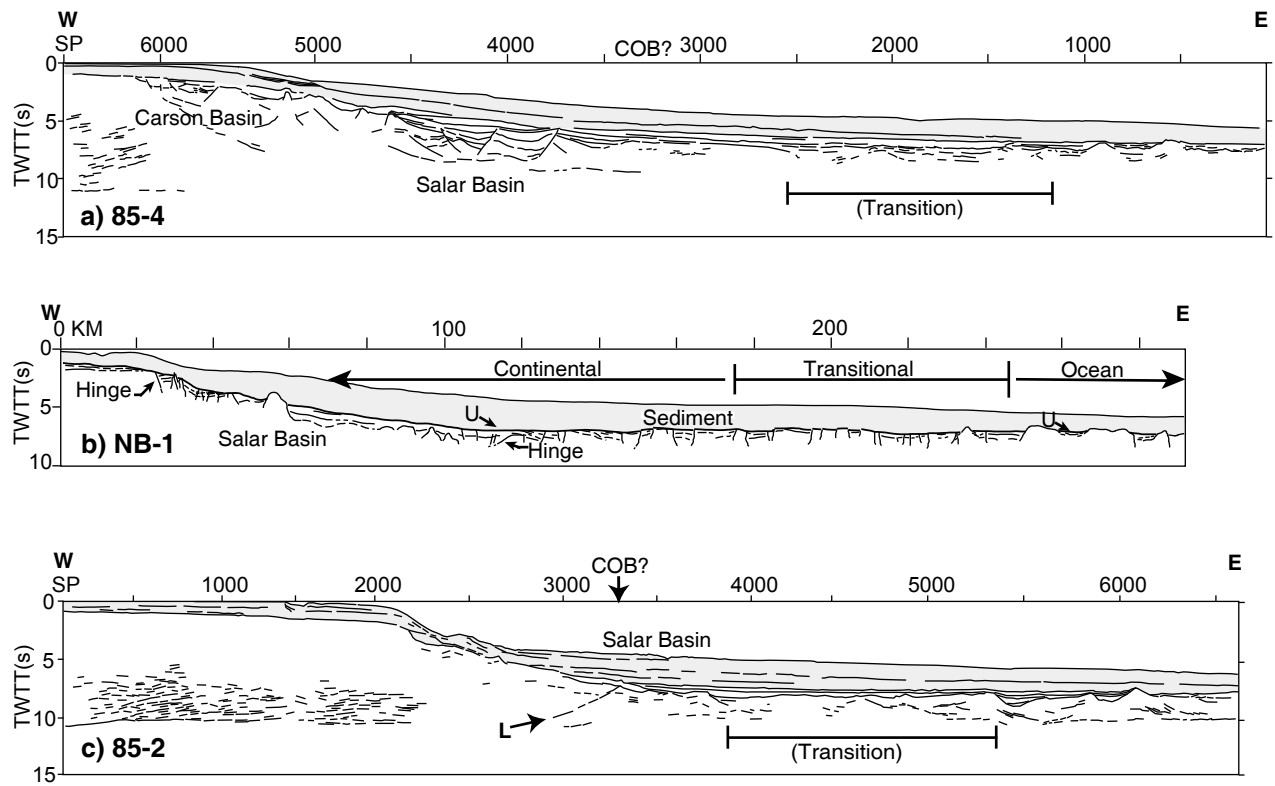 W E
SP 6000 5000 4000 COB? 3000 2000 1000
0
5
10
15
TWTT(s)
Carson Basin
Salar Basin
(Transition)
a) 85-4
W E
0 KM 100 200
0
5
10
TWTT(s)
Continental Transitional Ocean
Hinge
U Sediment U
Salar Basin
Hinge
b) NB-1
W COB? E
SP 1000 2000 3000 4000 5000 6000
0
5
10
15
TWTT(s)
Salar Basin
L
(Transition)
c) 85-2